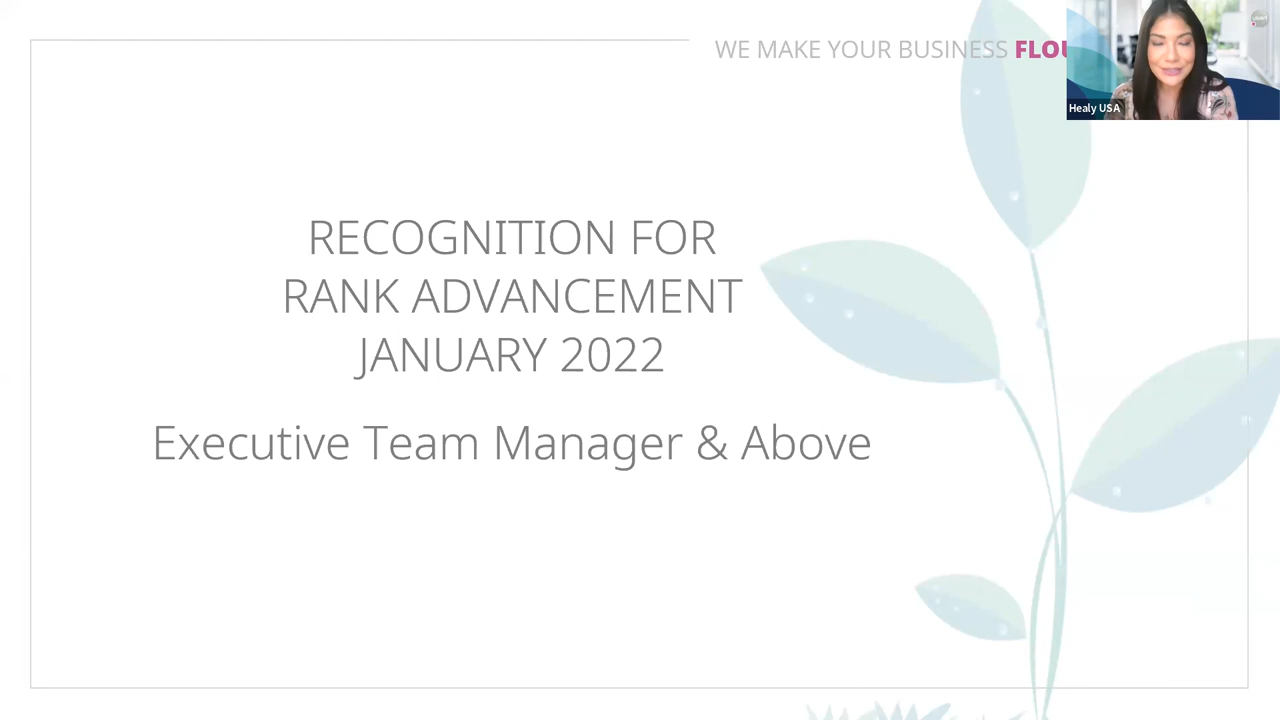 WE MAKE YOUR BUSINESS
Healy USA
RECOGNITION FOR
RANK ADVANCEMENT
JANUARY 2022
Executive Team Manager & Above